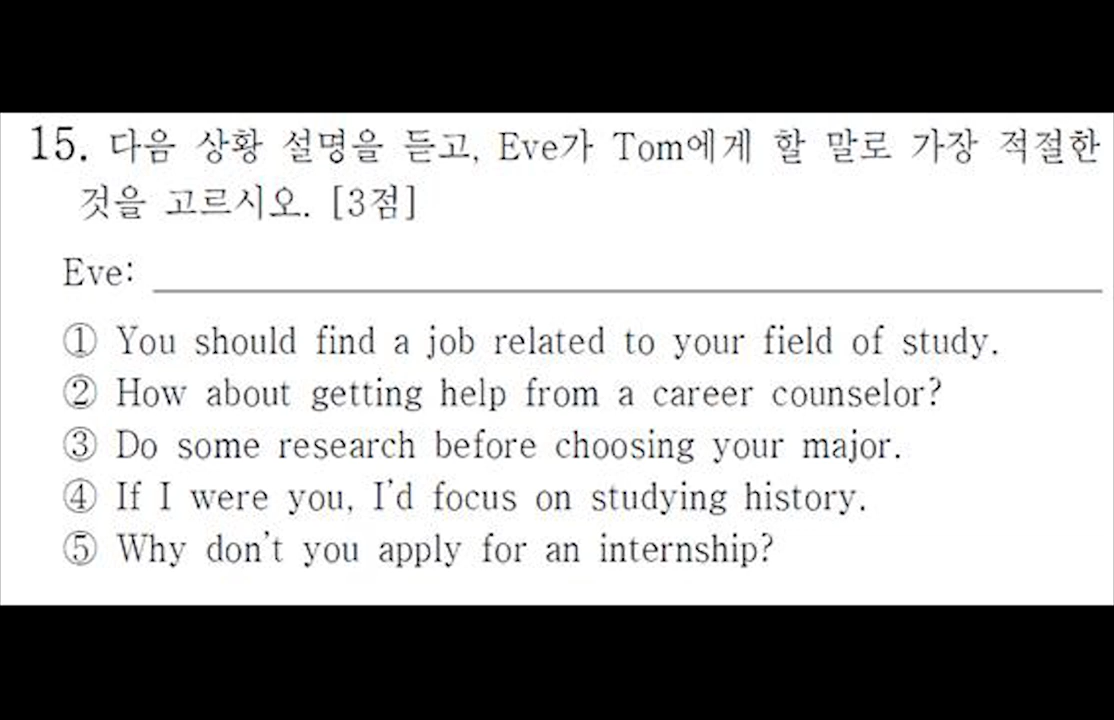 15. 다음 상황 설명을 듣고, Eve가 Tom에게 할 말로 가장 적절한
것을 고르시오. [3점]
Eve:
① You should find a job related to your field of study.
② How about getting help from a career counselor?
③ Do some research before choosing your major.
④ If I were you, I'd focus on studying history.
⑤ Why don't you apply for an internship?